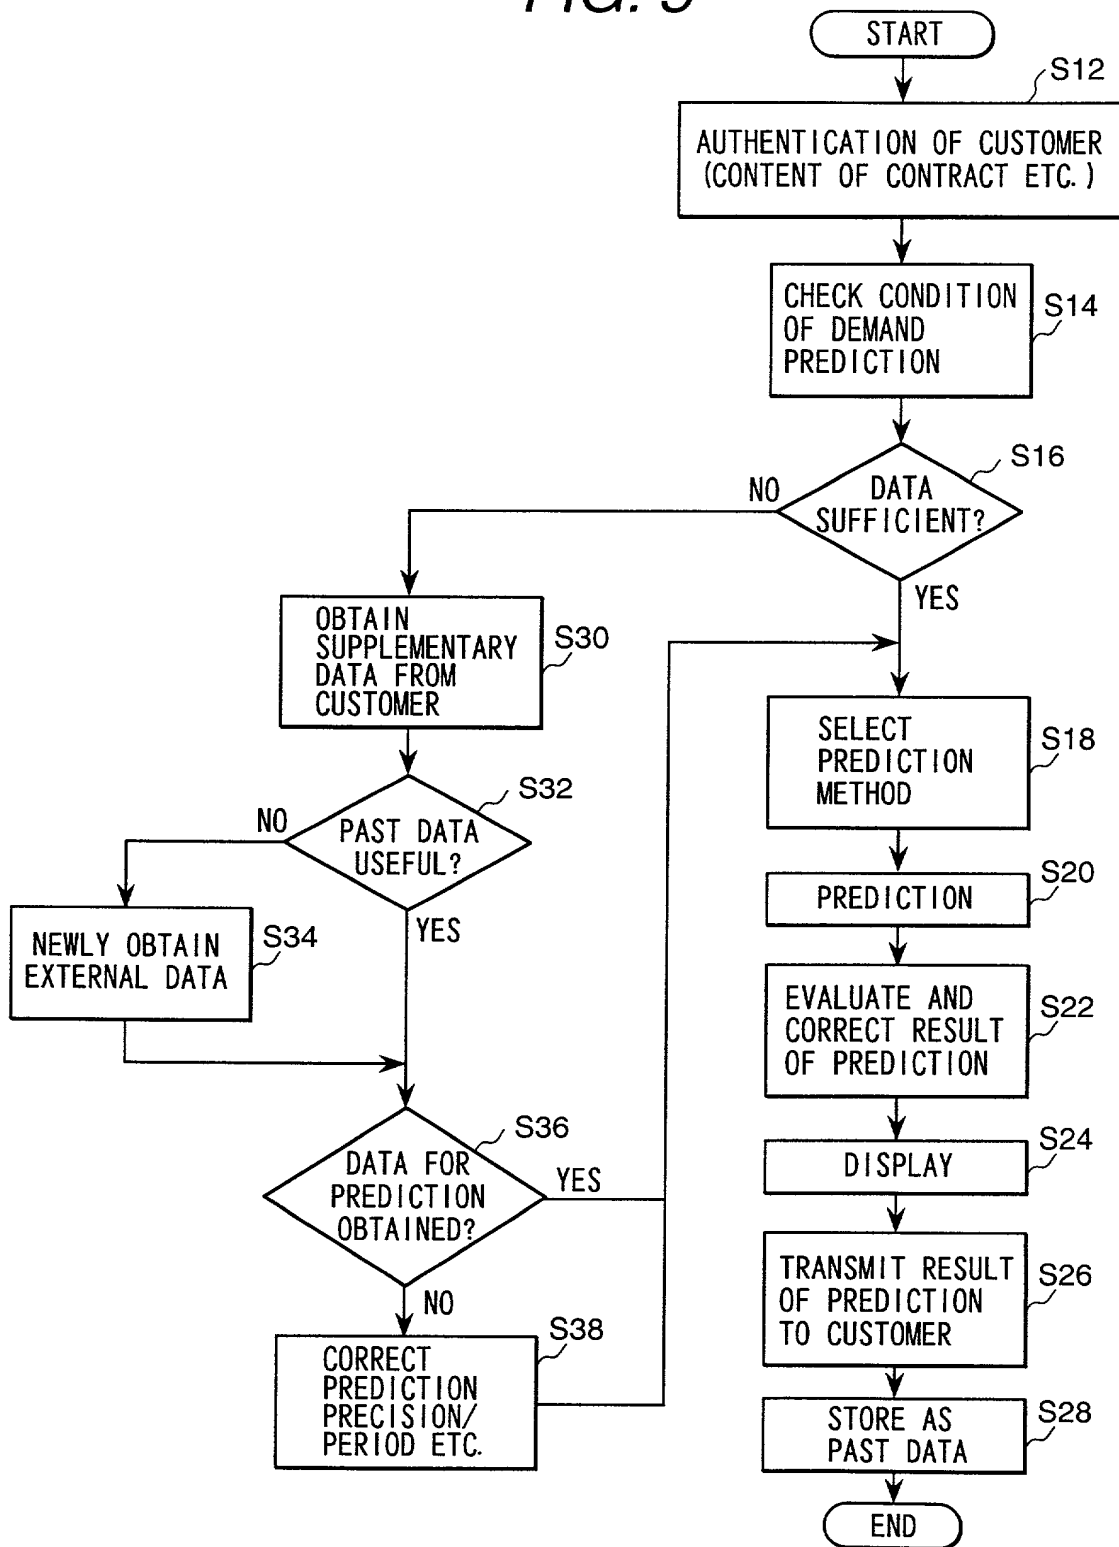 START
S12
AUTHENTICATION OF CUSTOMER
(CONTENT OF CONTRACT ETC.)
CHECK CONDITION
OF DEMAND
PREDICTION
S14
S16
NO
DATA
SUFFICIENT?
YES
OBTAIN
SUPPLEMENTARY
DATA FROM
CUSTOMER
S30
S32
NO
PAST DATA
USEFUL?
YES
NEWLY OBTAIN
EXTERNAL DATA
S34
S36
DATA FOR
PREDICTION
OBTAINED?
YES
NO
S38
CORRECT
PREDICTION
PRECISION/
PERIOD ETC.
SELECT
PREDICTION
METHOD
S18
PREDICTION
S20
EVALUATE AND
CORRECT RESULT
OF PREDICTION
S22
DISPLAY
S24
TRANSMIT RESULT
OF PREDICTION
TO CUSTOMER
S26
STORE AS
PAST DATA
S28
END